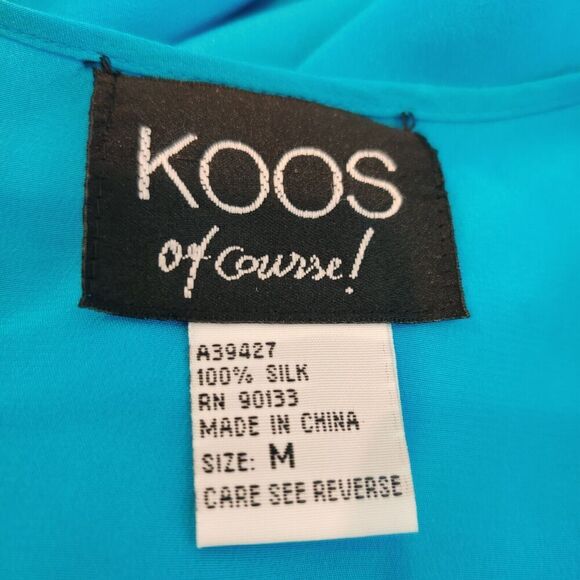 KOOS
of course!
A39427
100% SILK
RN 90133
MADE IN CHINA
SIZE: M
CARE SEE REVERSE